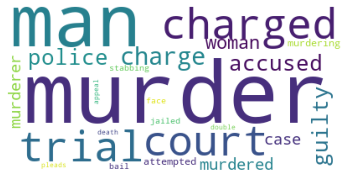 man charged
woman murdering
police charge
stabbing accused
murderer
murder
appeal face
jailed double
guilty
trial court case
death attempted murdered
pleads bail